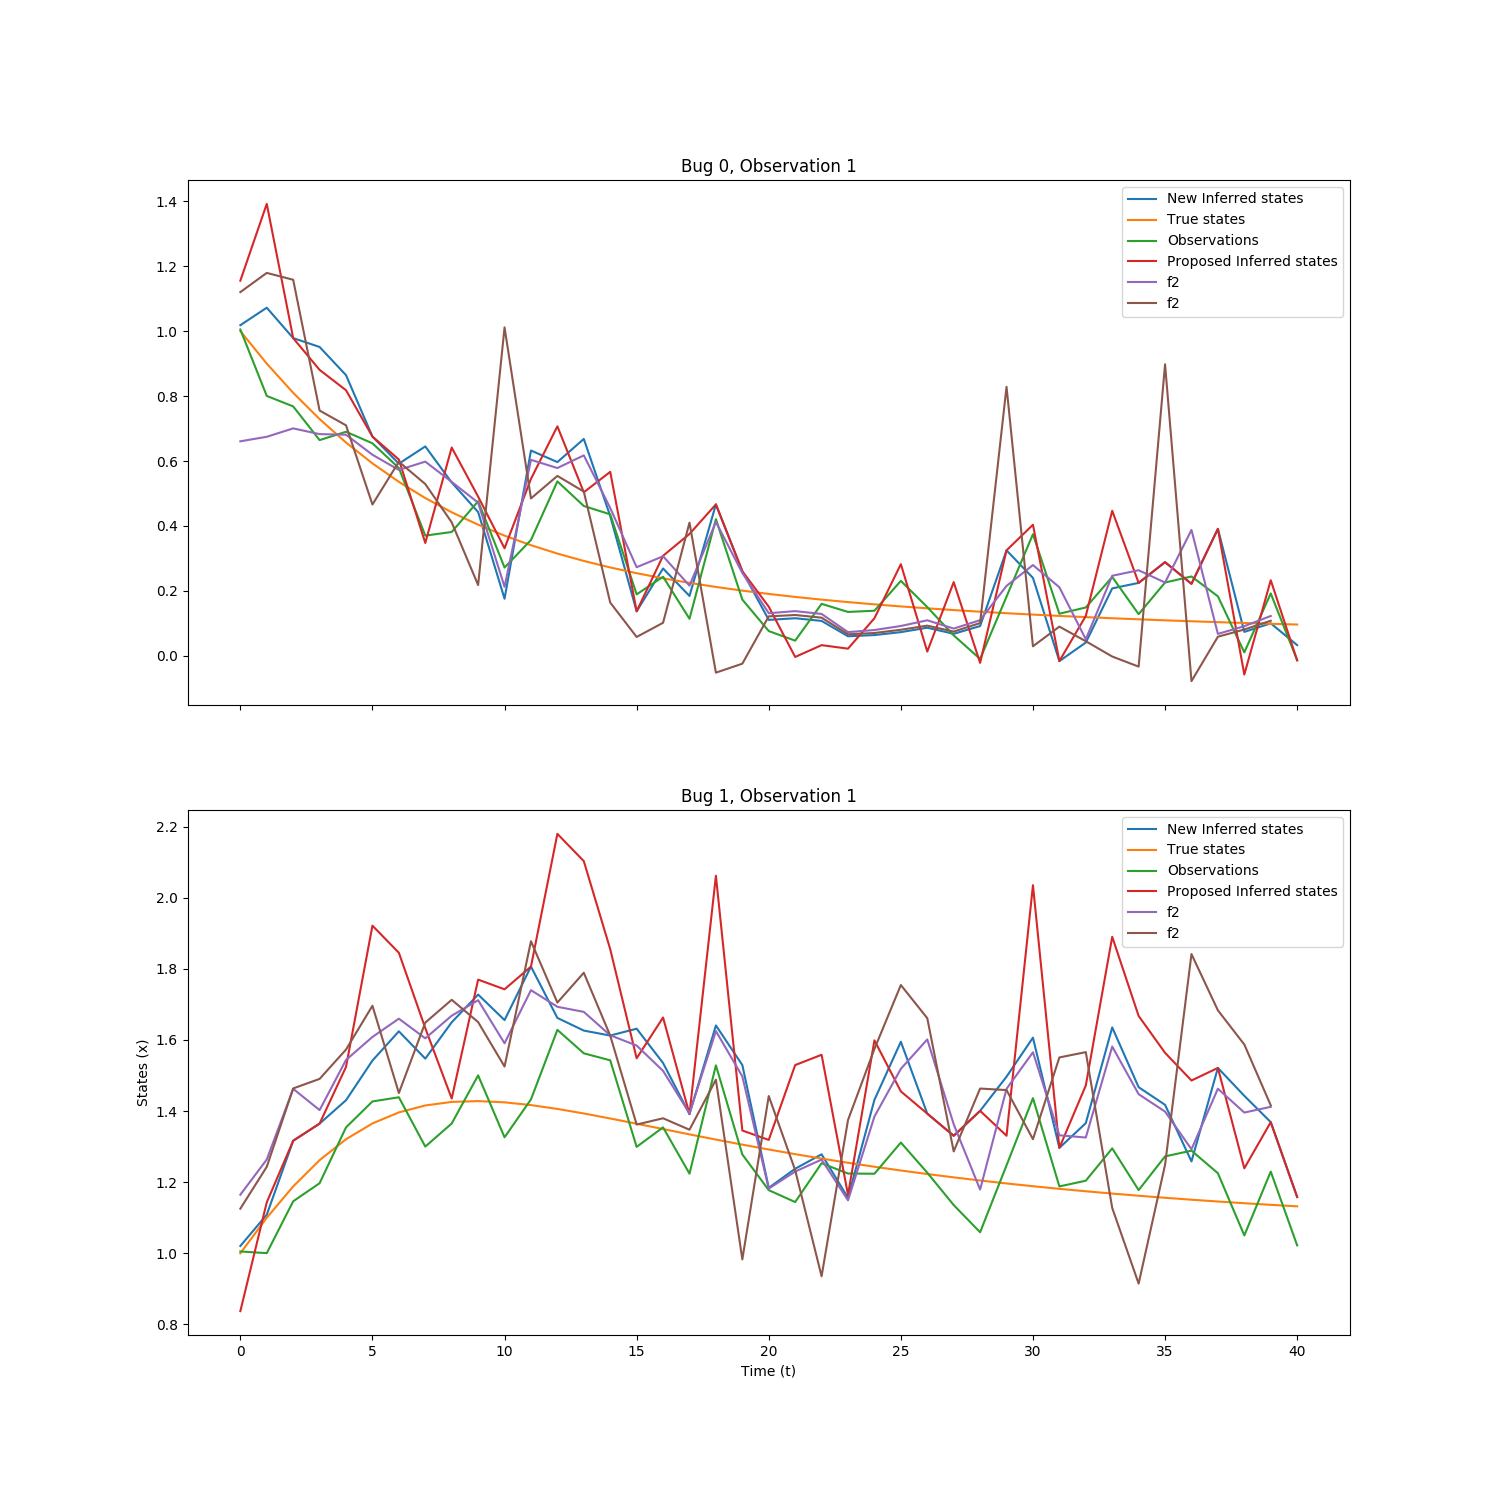 Bug 0, Observation 1
1.4
1.2
1.0
0.8
0.6
0.4
0.2
0.0
New Inferred states
True states
Observations
Proposed Inferred states
f2
f2
Bug 1, Observation 1
2.2
2.0
1.8
1.6
1.4
1.2
1.0
0.8
States (x)
New Inferred states
True states
Observations
Proposed Inferred states
f2
f2
0 5 10 15 20 25 30 35 40
Time (t)